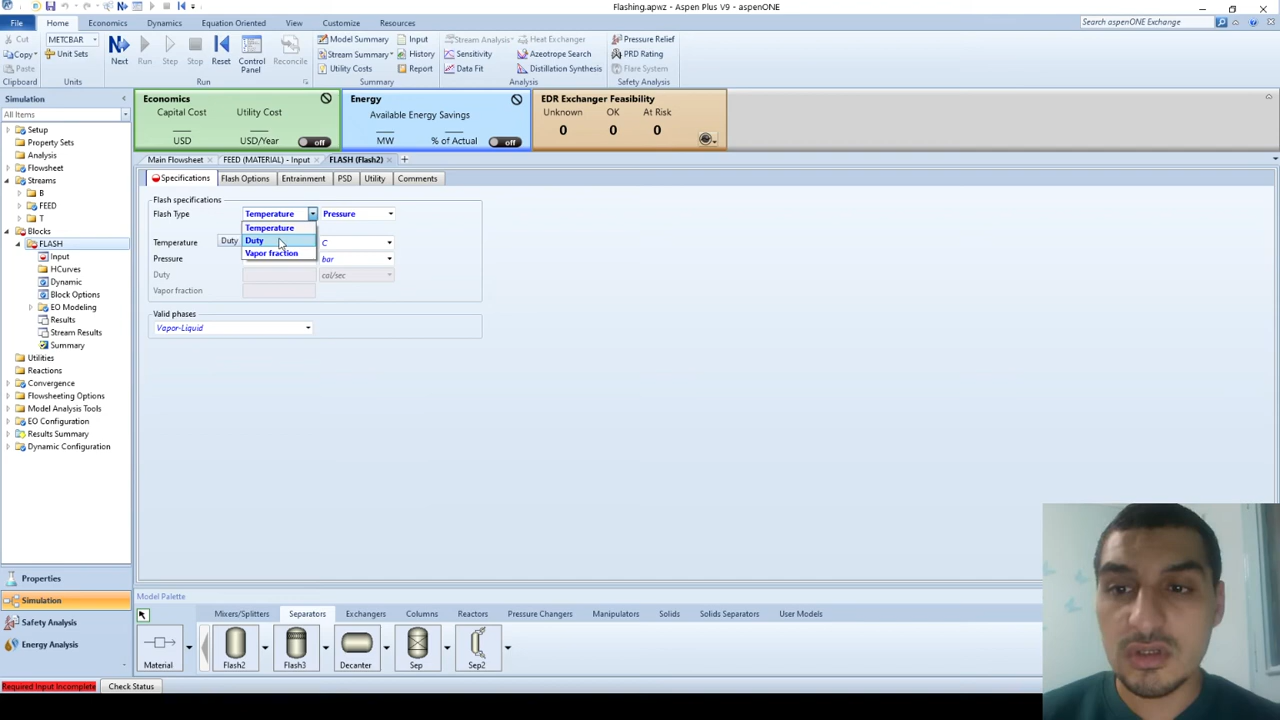 Flashing.apwz - Aspen Plus V9 - aspenONE
File Home Economics Dynamics Equation Oriented View Customize Resources
Search aspenONE Exchange
Cut METCBAR Model Summary Input Stream Analysis Heat Exchanger Pressure Relief
Copy Unit Sets Next Run Step Stop Reset Control Panel Reconcile Stream Summary History Sensitivity Azeotrope Search PRD Rating
Paste Utility Costs Report Data Fit Distillation Synthesis Flare System
Clipboard Units Run Summary Analysis Safety Analysis
Simulation
All Items
Setup
Property Sets
Analysis
Flowsheet
Streams
B
FEED
T
Blocks
FLASH
Input
HCurves
Dynamic
Block Options
EO Modeling
Results
Stream Results
Summary
Utilities
Reactions
Convergence
Flowsheeting Options
Model Analysis Tools
EO Configuration
Results Summary
Dynamic Configuration
Properties
Simulation
Safety Analysis
Energy Analysis
Economics
Capital Cost Utility Cost
USD USD/Year off
Energy
Available Energy Savings
MW % of Actual off
EDR Exchanger Feasibility
Unknown OK At Risk
0 0 0
Main Flowsheet FEED (MATERIAL) - Input FLASH (Flash2)
Specifications Flash Options Entrainment PSD Utility Comments
Flash specifications
Flash Type Temperature Pressure
Temperature
Temperature Duty Duty C
Pressure Vapor fraction bar
Duty cal/sec
Vapor fraction
Valid phases
Vapor-Liquid
Model Palette
Mixers/Splitters Separators Exchangers Columns Reactors Pressure Changers Manipulators Solids Solids Separators User Models
Material Flash2 Flash3 Decanter Sep Sep2
Required Input Incomplete Check Status